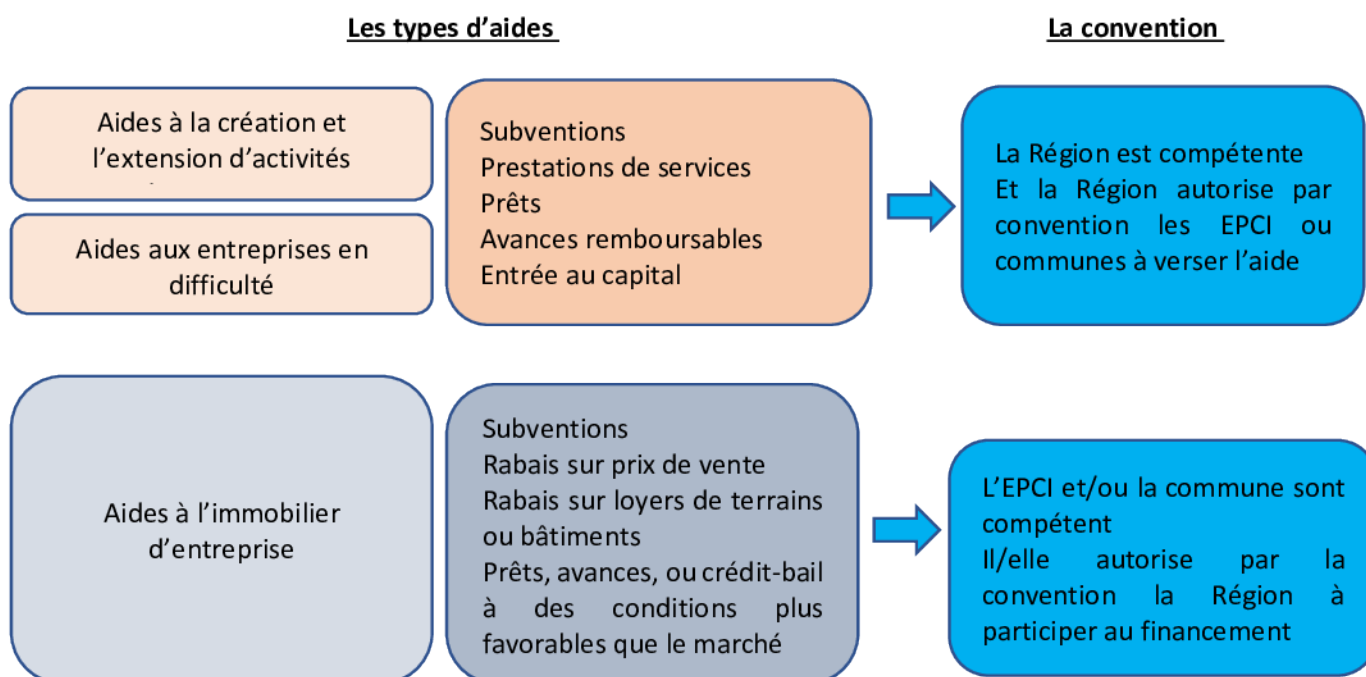 Les types d’aides
La convention
Aides à la création et
l’extension d’activités
Aides aux entreprises en
difficulté
Subventions
Prestations de services
Prêts
Avances remboursables
Entrée au capital
La Région est compétente
Et la Région autorise par
convention les EPCI ou
communes à verser l’aide
Aides à l’immobilier
d’entreprise
Subventions
Rabais sur prix de vente
Rabais sur loyers de terrains
ou bâtiments
Prêts, avances, ou crédit-bail
à des conditions plus
favorables que le marché
L’EPCI et/ou la commune sont
compétent
Il/elle autorise par la
convention la Région à
participer au financement